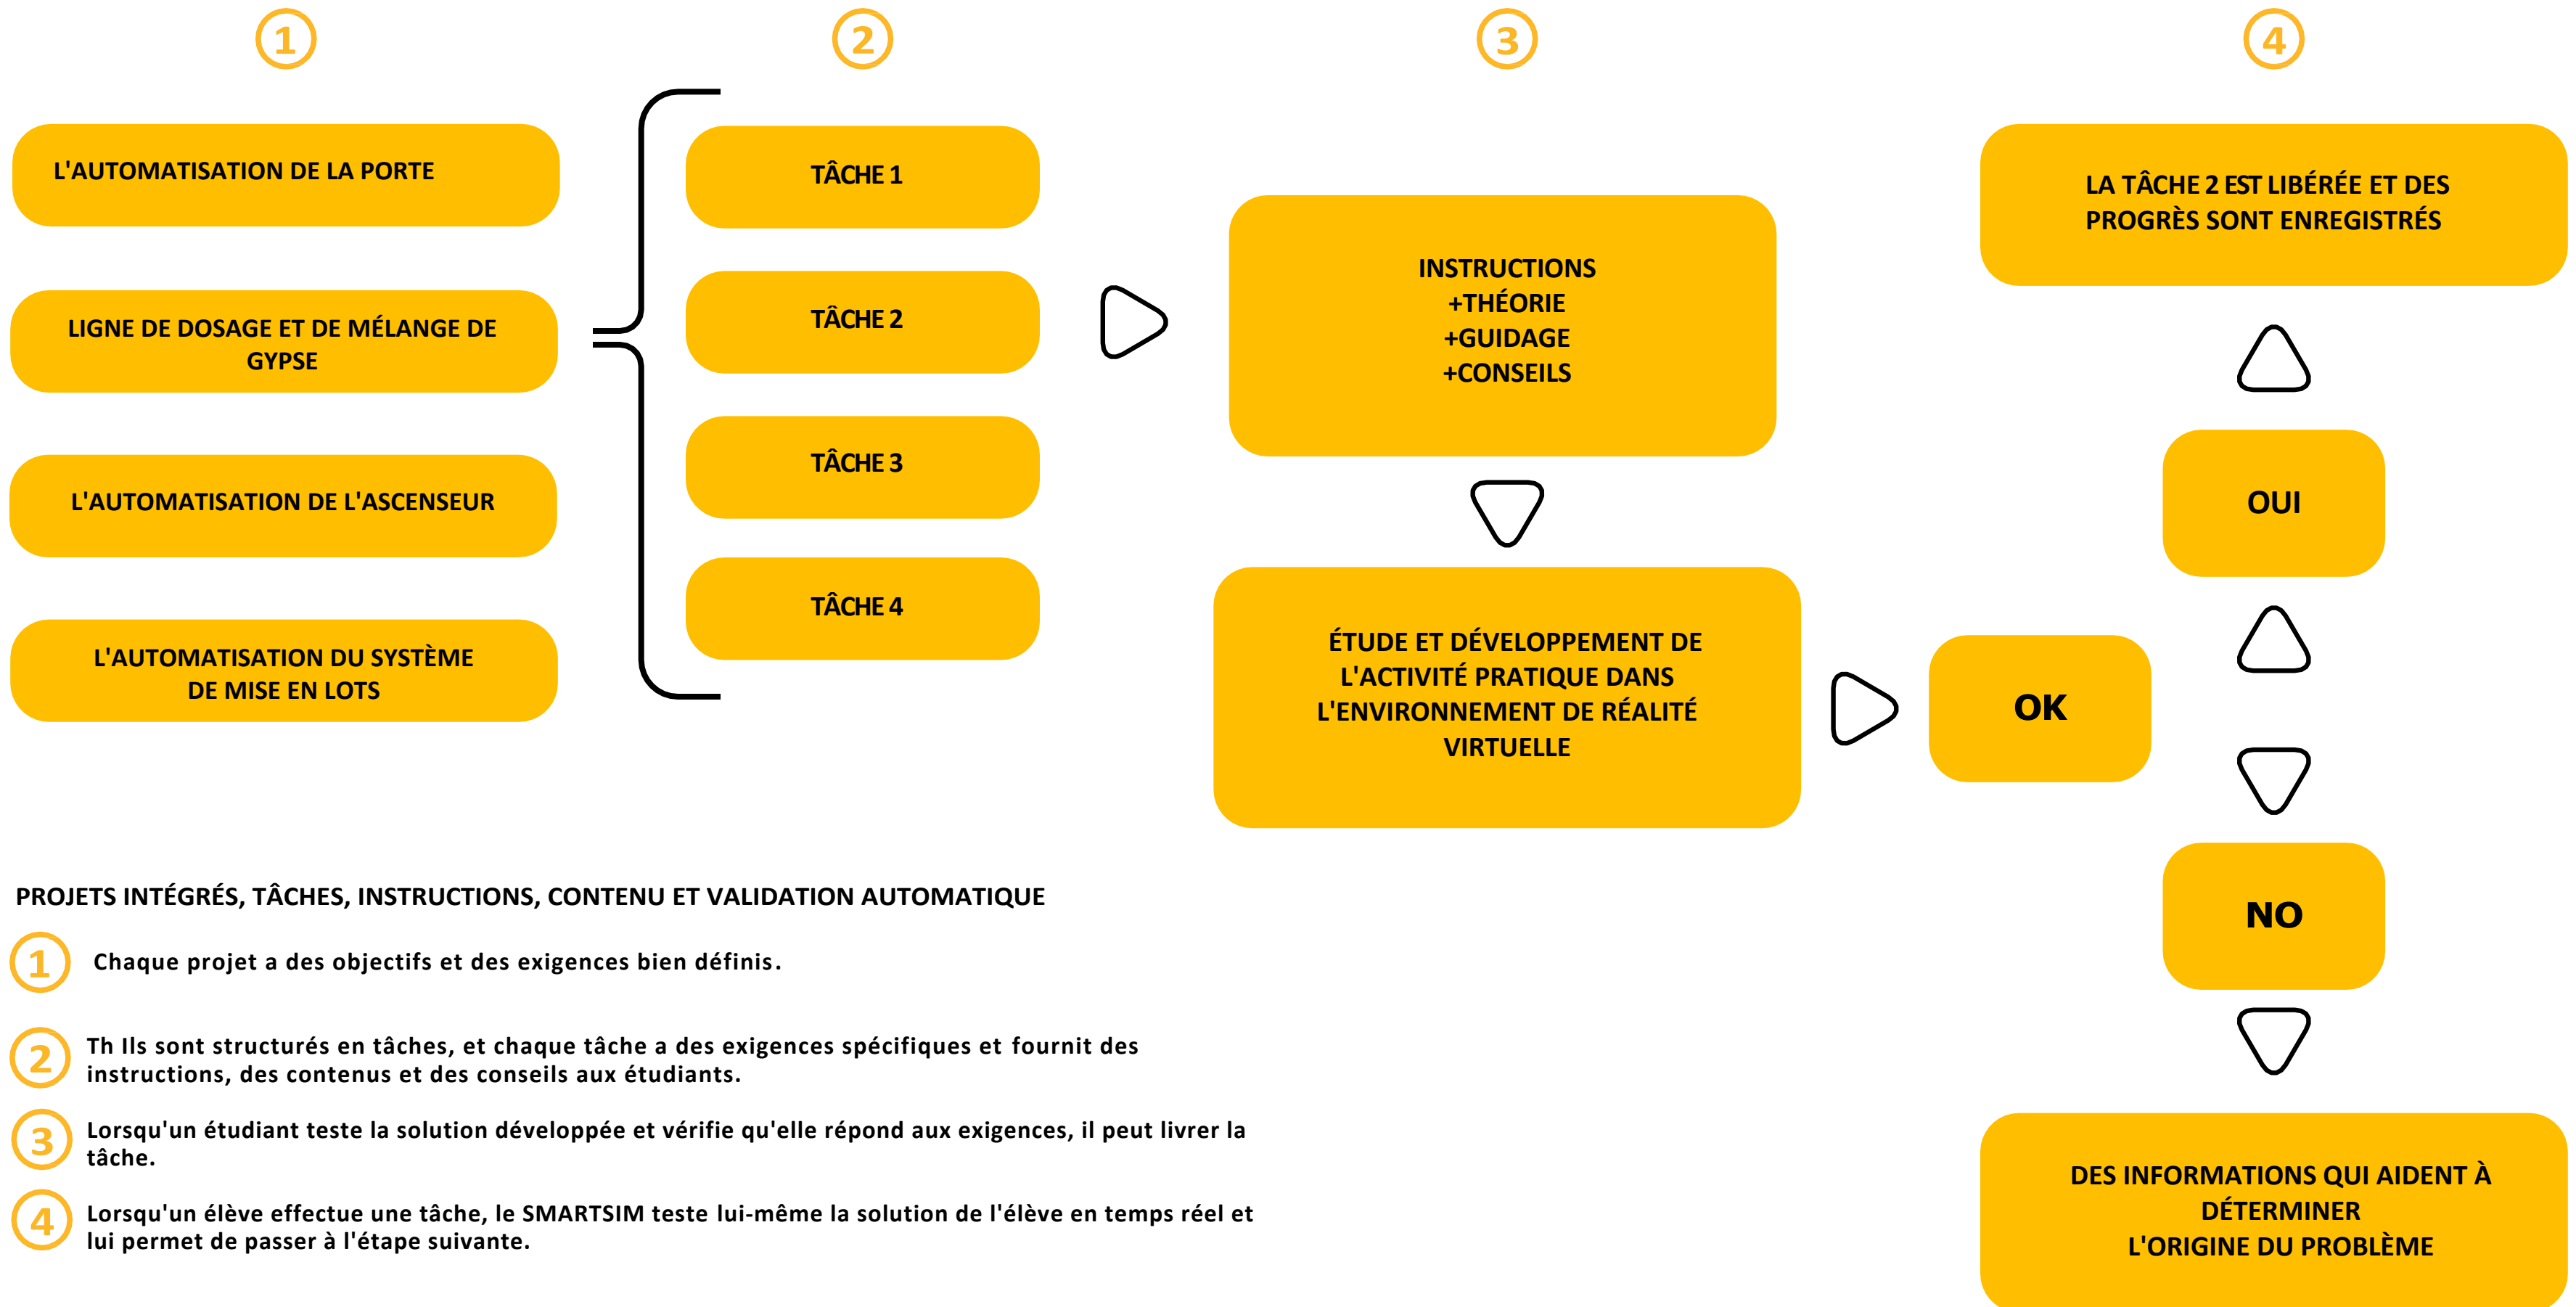 1
2
3
4
L'AUTOMATISATION DE LA PORTE
LIGNE DE DOSAGE ET DE MÉLANGE DE
GYPSE
L'AUTOMATISATION DE L'ASCENSEUR
L'AUTOMATISATION DU SYSTÈME
DE MISE EN LOTS
TÂCHE 1
TÂCHE 2
TÂCHE 3
TÂCHE 4
INSTRUCTIONS
+THÉORIE
+GUIDAGE
+CONSEILS
ÉTUDE ET DÉVELOPPEMENT DE
L'ACTIVITÉ PRATIQUE DANS
L'ENVIRONNEMENT DE RÉALITÉ
VIRTUELLE
LA TÂCHE 2 EST LIBÉRÉE ET DES
PROGRÈS SONT ENREGISTRÉS
OUI
OK
NO
DES INFORMATIONS QUI AIDENT À
DÉTERMINER
L'ORIGINE DU PROBLÈME
PROJETS INTÉGRÉS, TÂCHES, INSTRUCTIONS, CONTENU ET VALIDATION AUTOMATIQUE
1 Chaque projet a des objectifs et des exigences bien définis.
2 Th Ils sont structurés en tâches, et chaque tâche a des exigences spécifiques et fournit des
instructions, des contenus et des conseils aux étudiants.
3 Lorsqu'un étudiant teste la solution développée et vérifie qu'elle répond aux exigences, il peut livrer la
tâche.
4 Lorsqu'un élève effectue une tâche, le SMARTSIM teste lui-même la solution de l'élève en temps réel et
lui permet de passer à l'étape suivante.